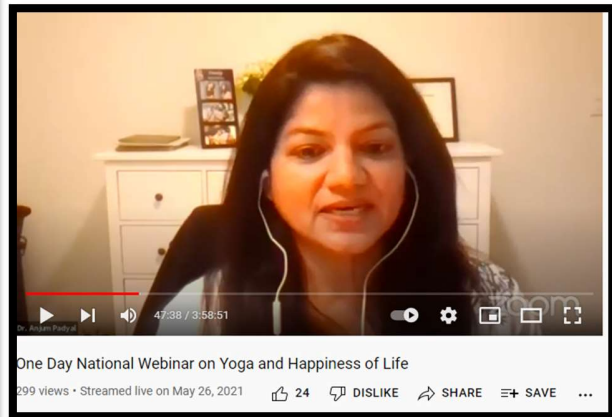 zoom
47:38 / 3:58:51
Dr. Anjum Padyal
One Day National Webinar on Yoga and Happiness of Life
299 views • Streamed live on May 26, 2021
24
DISLIKE
SHARE
SAVE